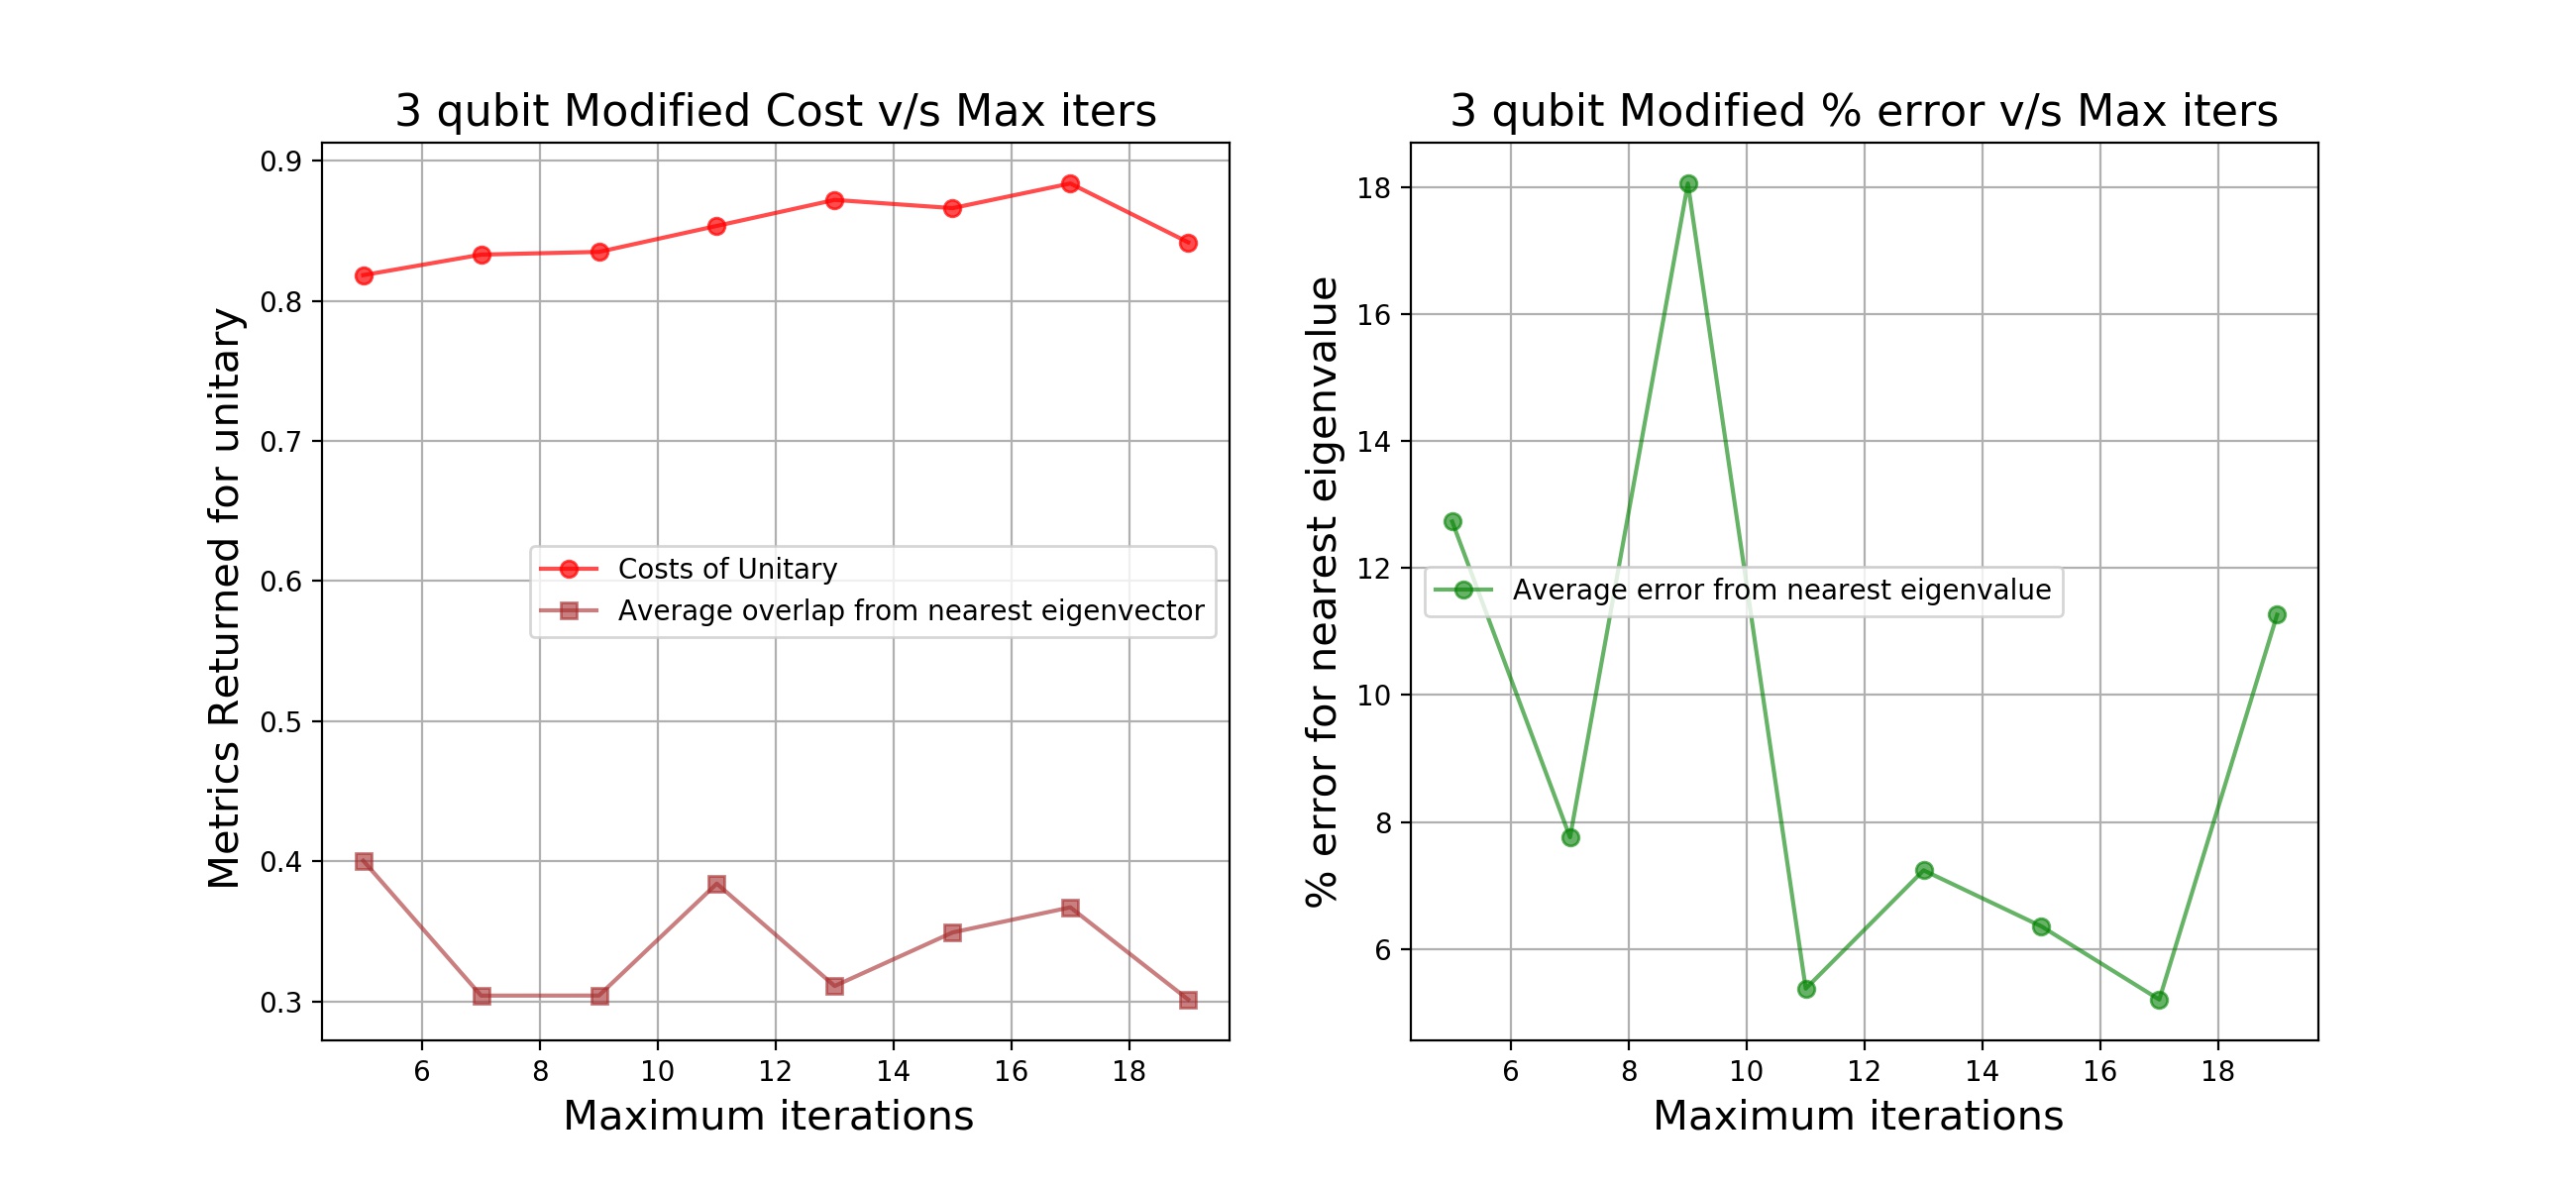 3 qubit Modified Cost v/s Max iters
Metrics Returned for unitary
0.9
0.8
0.7
0.6
0.5
0.4
0.3
Costs of Unitary
Average overlap from nearest eigenvector
6 8 10 12 14 16 18
Maximum iterations
3 qubit Modified % error v/s Max iters
% error for nearest eigenvalue
18
16
14
12
10
8
6
Average error from nearest eigenvalue
6 8 10 12 14 16 18
Maximum iterations